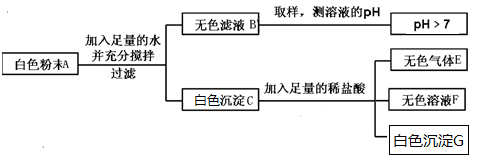 白色粉末A
加入足量的水
并充分搅拌
过滤
无色滤液 B
取样，测溶液的pH
pH＞7
白色沉淀C
加入足量的稀盐酸
无色气体E
无色溶液F
白色沉淀G